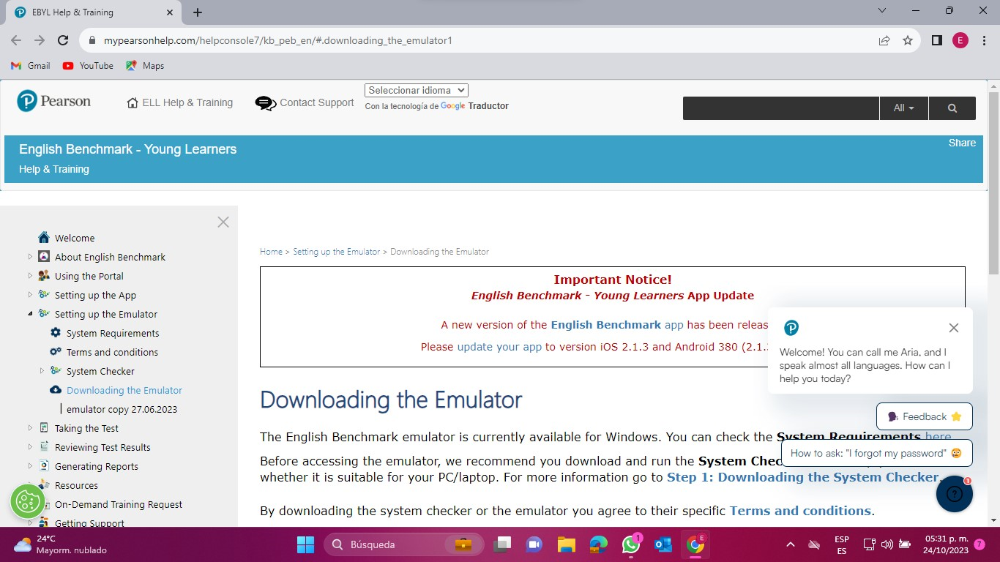 EBYL Help & Training
mypearsonhelp.com/helpconsole7/kb_peb_en/#.downloading_the_emulator1
E
Gmail
YouTube
Maps
Pearson
ELL Help & Training
Contact Support
Seleccionar idioma
Con la tecnología de Google Traductor
All
English Benchmark - Young Learners
Share
Help & Training
Welcome
About English Benchmark
Using the Portal
Setting up the App
Setting up the Emulator
System Requirements
Terms and conditions
System Checker
Downloading the Emulator
emulator copy 27.06.2023
Taking the Test
Reviewing Test Results
Generating Reports
Resources
On-Demand Training Request
Getting Support
Home > Setting up the Emulator > Downloading the Emulator
Important Notice!
English Benchmark - Young Learners App Update
A new version of the English Benchmark app has been releas
Please update your app to version iOS 2.1.3 and Android 380 (2.1.
Downloading the Emulator
The English Benchmark emulator is currently available for Windows. You can check the System Requirements here
Before accessing the emulator, we recommend you download and run the System Chec
whether it is suitable for your PC/laptop. For more information go to Step 1: Downloading the System Checker.
By downloading the system checker or the emulator you agree to their specific Terms and conditions.
Welcome! You can call me Aria, and I
speak almost all languages. How can I
help you today?
Feedback
How to ask: "I forgot my password"
1
24°C
Mayorm. nublado
Búsqueda
1
E
ESP
ES
05:31 p. m.
24/10/2023
7